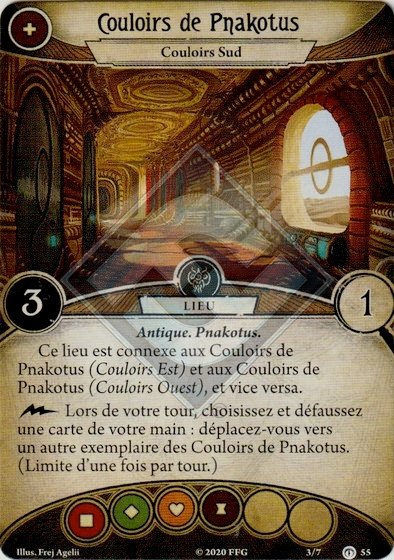 Couloirs de Pnakotus
Couloirs Sud
3
LIEU
1
Antique. Pnakotus.
Ce lieu est connexe aux Couloirs de
Pnakotus (Couloirs Est) et aux Couloirs de
Pnakotus (Couloirs Ouest), et vice versa.
Lors de votre tour, choisissez et défaussez
une carte de votre main : déplacez-vous vers
un autre exemplaire des Couloirs de Pnakotus.
(Limite d'une fois par tour.)
Illus. Frej Agelii
© 2020 FFG
3/7
55